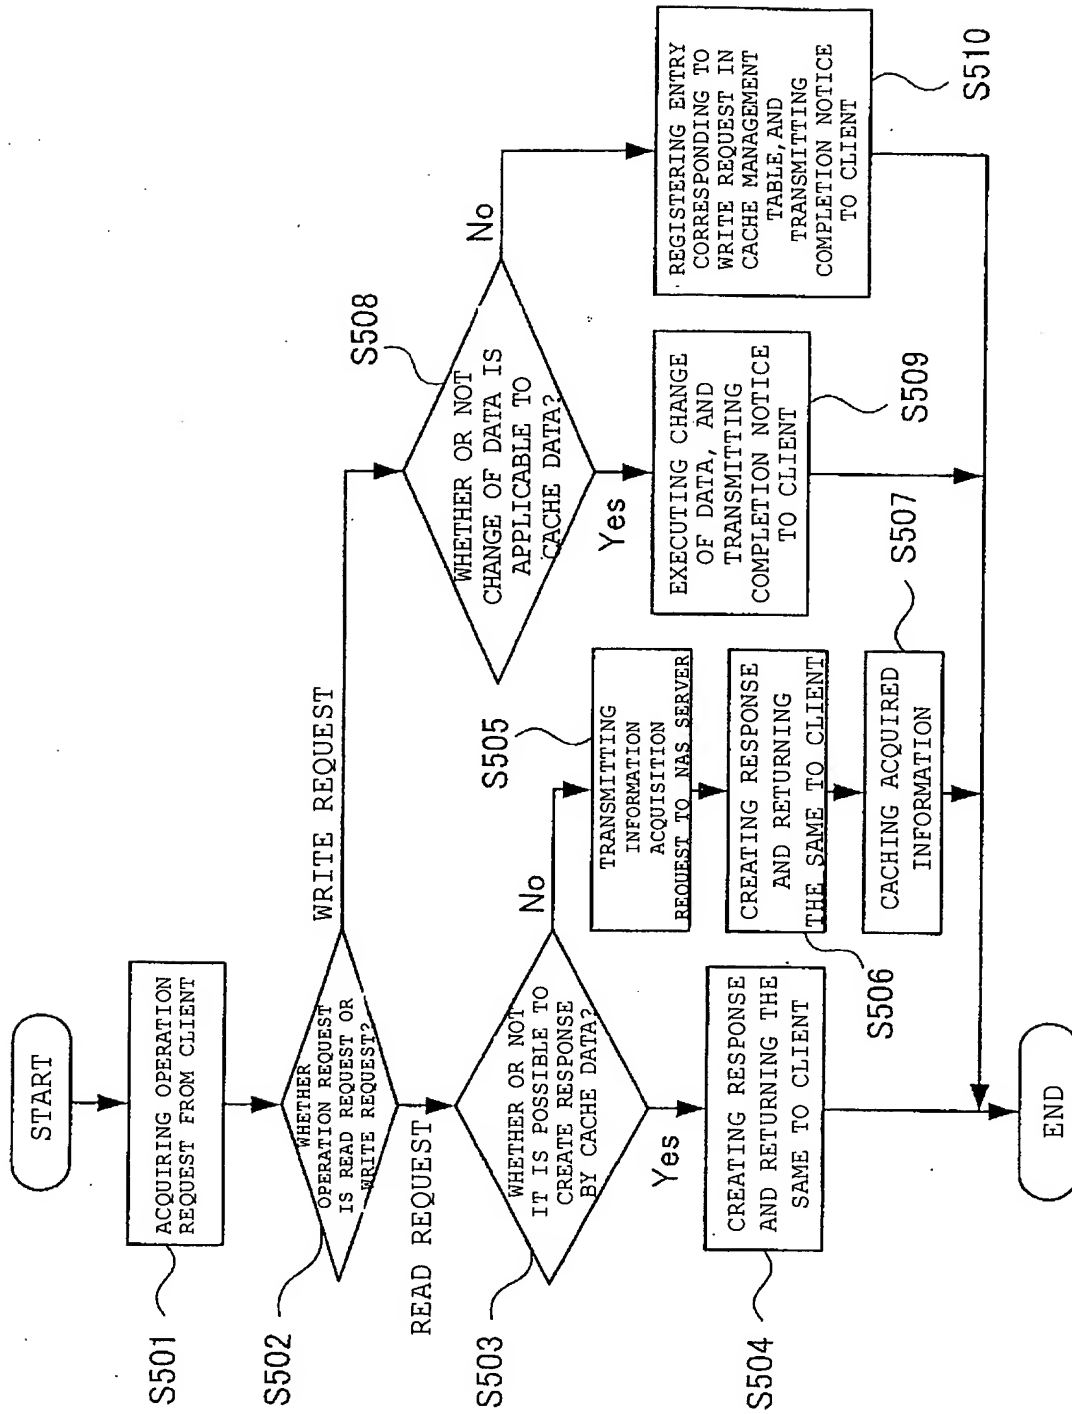 START
ACQUIRING OPERATION
REQUEST FROM CLIENT
S501
WHETHER
OPERATION REQUEST
IS READ REQUEST OR
WRITE REQUEST?
S502
WRITE REQUEST
READ REQUEST
WHETHER OR NOT
IT IS POSSIBLE TO
CREATE RESPONSE
BY CACHE DATA?
S503
No
Yes
CREATING RESPONSE
AND RETURNING THE
SAME TO CLIENT
S504
TRANSMITTING
INFORMATION
ACQUISITION
REQUEST TO NAS SERVER
S505
CREATING RESPONSE
AND RETURNING
THE SAME TO CLIENT
S506
CACHING ACQUIRED
INFORMATION
S507
WHETHER OR NOT
CHANGE OF DATA IS
APPLICABLE TO
CACHE DATA?
S508
No
Yes
EXECUTING CHANGE
OF DATA, AND
TRANSMITTING
COMPLETION NOTICE
TO CLIENT
S509
REGISTERING ENTRY
CORRESPONDING TO
WRITE REQUEST IN
CACHE MANAGEMENT
TABLE,AND
TRANSMITTING
COMPLETION NOTICE
TO CLIENT
S510
END